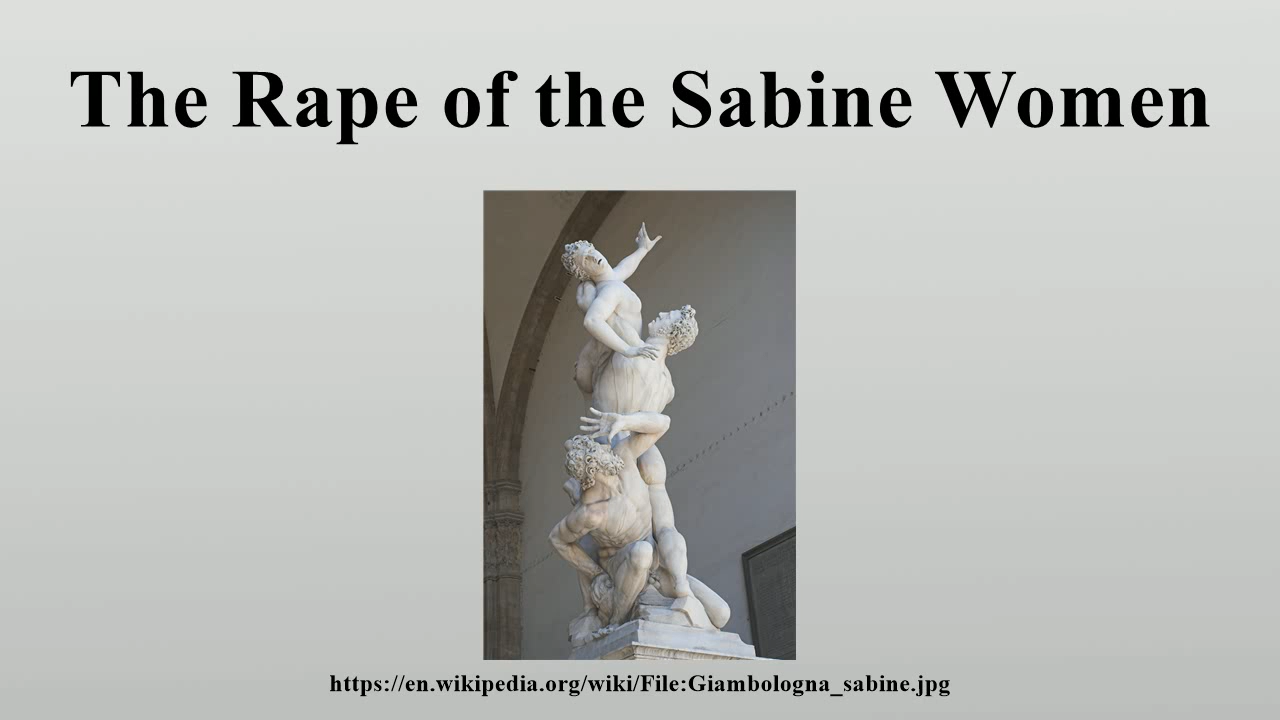 The Rape of the Sabine Women
https://en.wikipedia.org/wiki/File:Giambologna_sabine.jpg